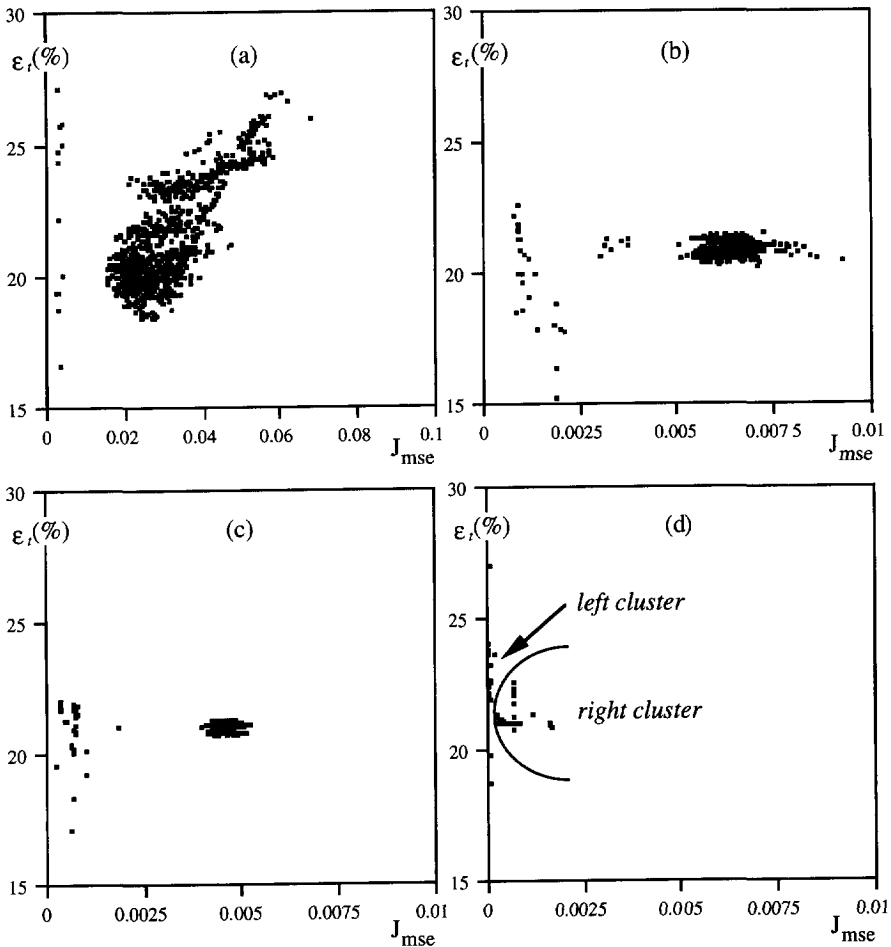 30
(a)
ε_t(%)
25
20
15
0
0.02
0.04
0.06
0.08
0.1
J_mse
30
(b)
ε_t(%)
25
20
15
0
0.0025
0.005
0.0075
0.01
J_mse
30
(c)
ε_t(%)
25
20
15
0
0.0025
0.005
0.0075
0.01
J_mse
30
(d)
ε_t(%)
25
left cluster
right cluster
20
15
0
0.0025
0.005
0.0075
0.01
J_mse